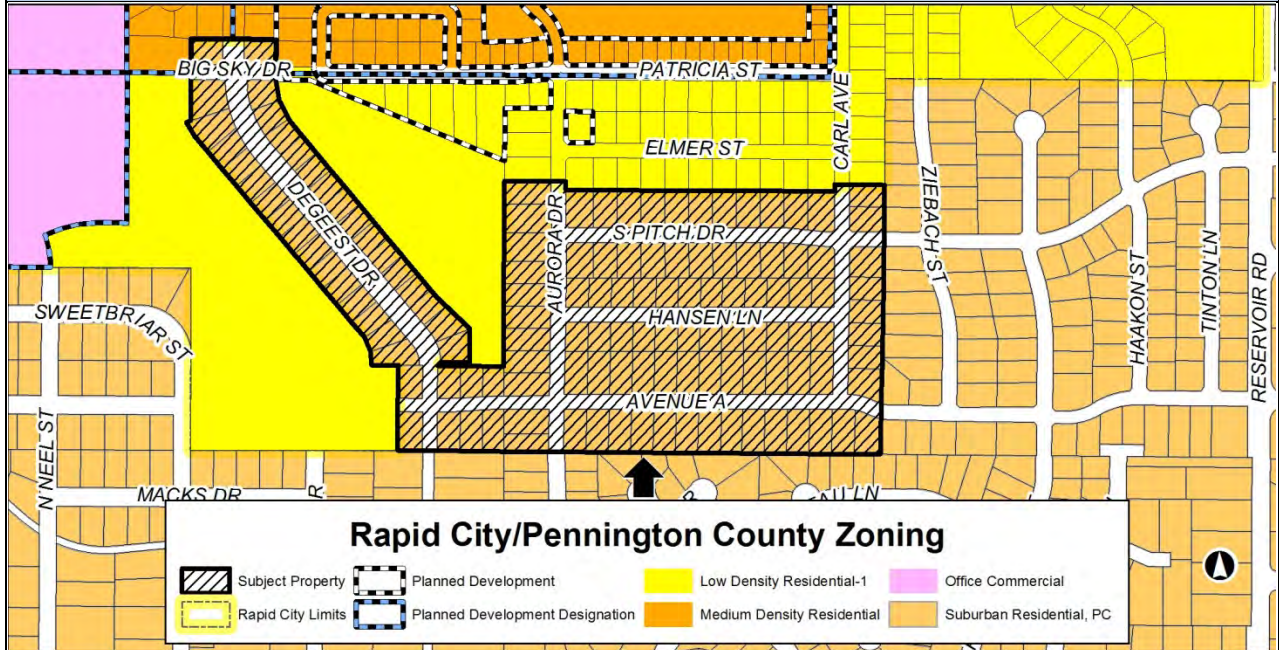 BIG SKY DR
PATRICIA ST
CARL AVE
ELMER ST
ZIEBACH ST
DEGEEST DR
AURORA DR
S PITCH DR
HAAKON ST
TINTON LN
RESERVOIR RD
SWEETBRIAR ST
HANSEN LN
N NEEL ST
AVENUE A
MACKS DR
Rapid City/Pennington County Zoning
Subject Property Planned Development Low Density Residential-1 Office Commercial
Rapid City Limits Planned Development Designation Medium Density Residential Suburban Residential, PC